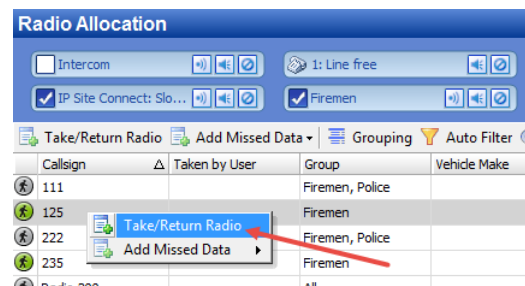 Radio Allocation
Intercom 1: Line free
IP Site Connect: Slo... Firemen
Take/Return Radio Add Missed Data Grouping Auto Filter
Callsign Taken by User Group Vehicle Make
111 Firemen, Police
125 Firemen
Take/Return Radio
222 Firemen, Police
Add Missed Data
235 Firemen